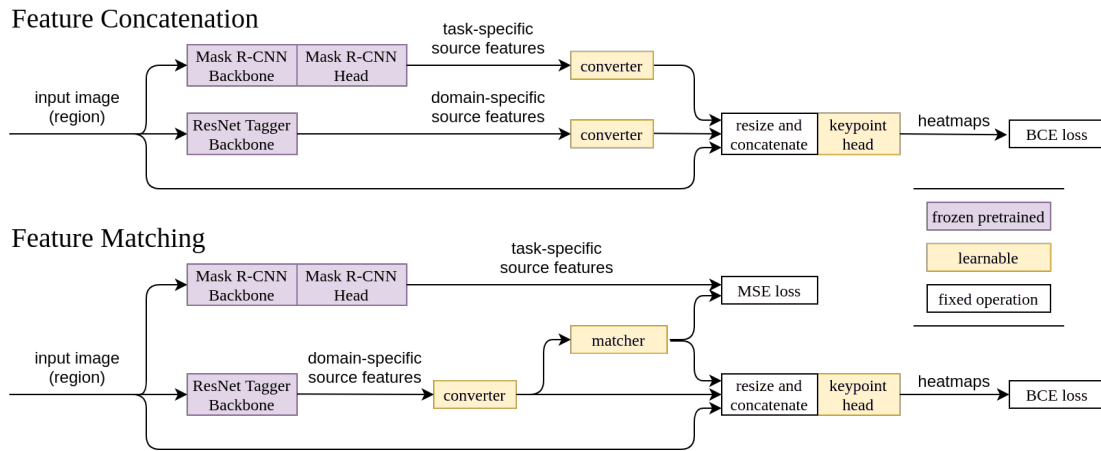 Feature Concatenation
Mask R-CNN
Backbone
Mask R-CNN
Head
task-specific
source features
converter
input image
(region)
ResNet Tagger
Backbone
domain-specific
source features
converter
resize and
concatenate
keypoint
head
heatmaps
BCE loss
frozen pretrained
learnable
fixed operation
Feature Matching
Mask R-CNN
Backbone
Mask R-CNN
Head
task-specific
source features
MSE loss
matcher
input image
(region)
ResNet Tagger
Backbone
domain-specific
source features
converter
resize and
concatenate
keypoint
head
heatmaps
BCE loss